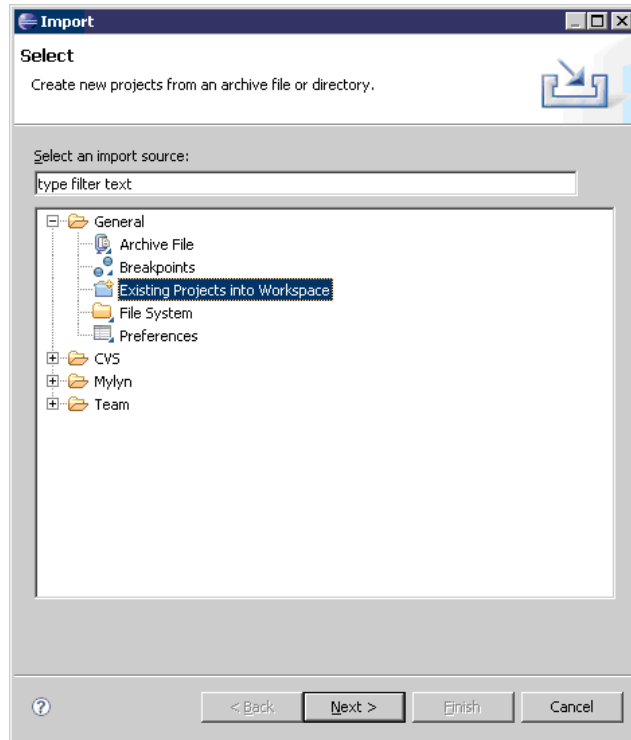 Import
Select
Create new projects from an archive file or directory.
Select an import source:
type filter text
General
Archive File
Breakpoints
Existing Projects into Workspace
File System
Preferences
CVS
Mylyn
Team
? < Back Next > Finish Cancel